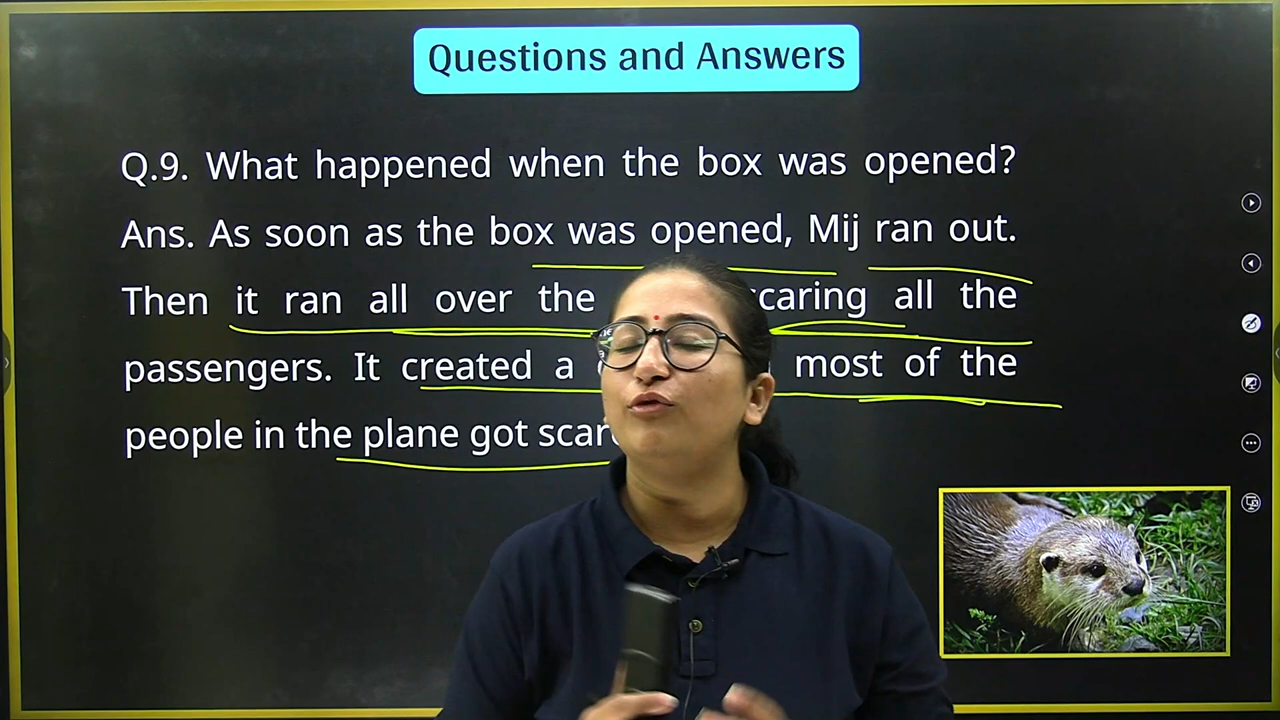 Questions and Answers
Q.9. What happened when the box was opened?
Ans. As soon as the box was opened, Mij ran out.
Then it ran all over the all the
passengers. It created a most of the
people in the plane got